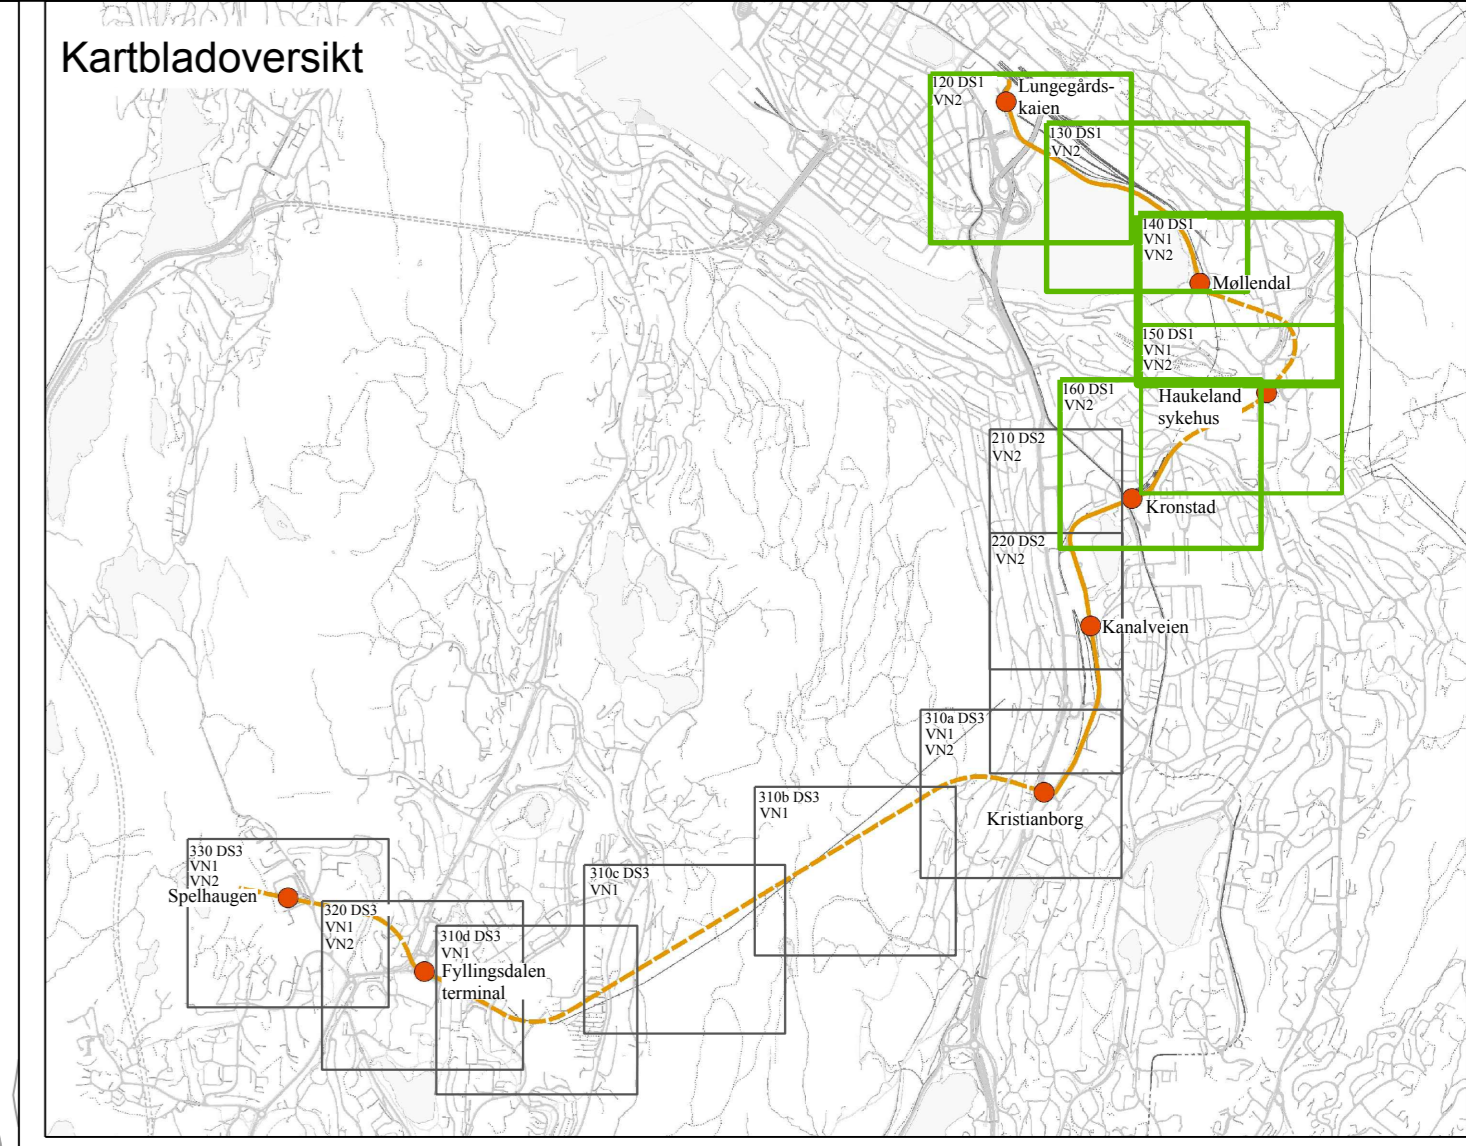 Kartbladoversikt
120 DS1
VN2
Lungegårds-
kaien
130 DS1
VN2
140 DS1
VN1
VN2
Møllendal
150 DS1
VN1
VN2
160 DS1
VN2
Haukeland
sykehus
210 DS2
VN2
Kronstad
220 DS2
VN2
Kanalveien
310a DS3
VN1
VN2
310b DS3
VN1
Kristianborg
330 DS3
VN1
VN2
Spelhaugen
310c DS3
VN1
320 DS3
VN1
VN2
310d DS3
VN1
Fyllingsdalen
terminal